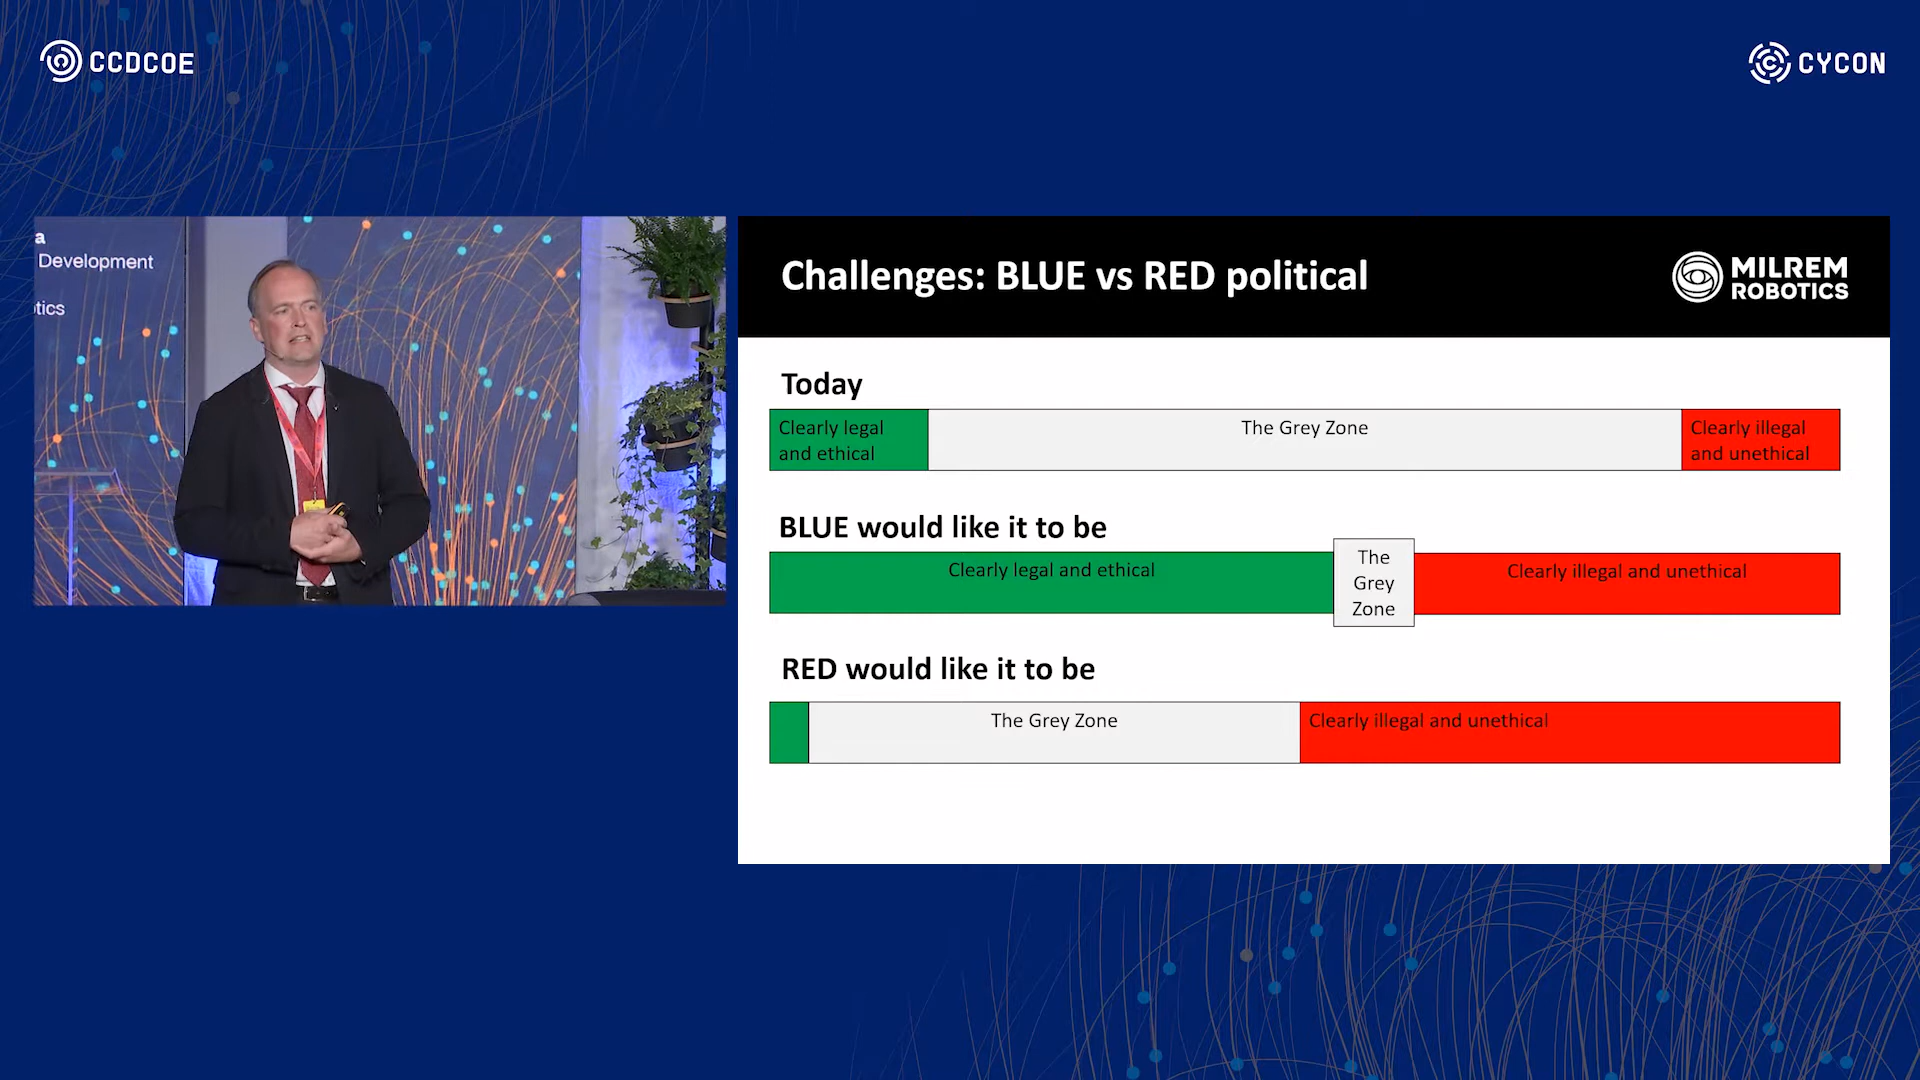 CCDCOE
CYCON
a
Development
tics
Challenges: BLUE vs RED political
MILREM
ROBOTICS
Today
Clearly legal
and ethical
The Grey Zone
Clearly illegal
and unethical
BLUE would like it to be
Clearly legal and ethical
The
Grey
Zone
Clearly illegal and unethical
RED would like it to be
The Grey Zone
Clearly illegal and unethical